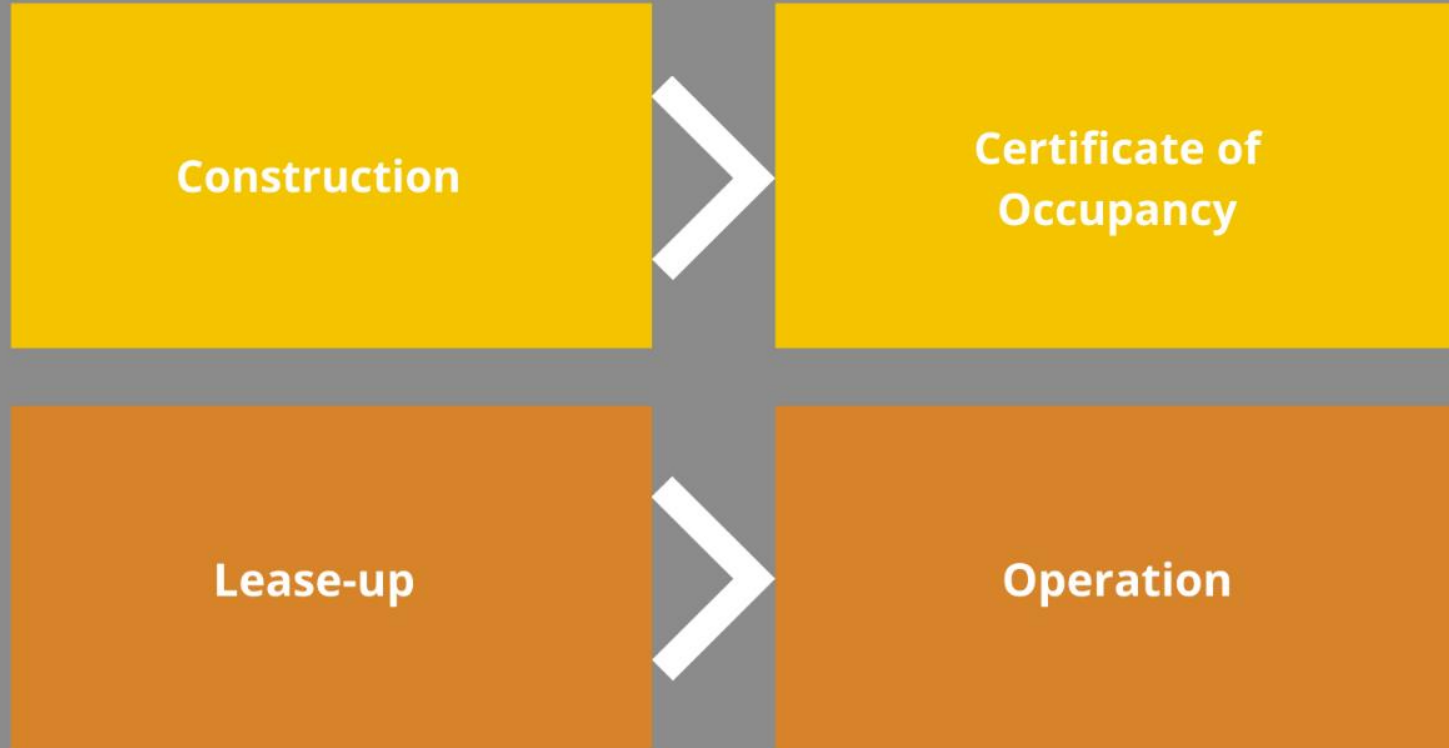 Construction
Certificate of
Occupancy
Lease-up
Operation